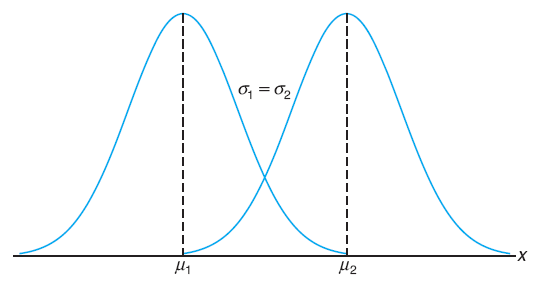 σ₁ = σ₂
x
μ₁
μ₂